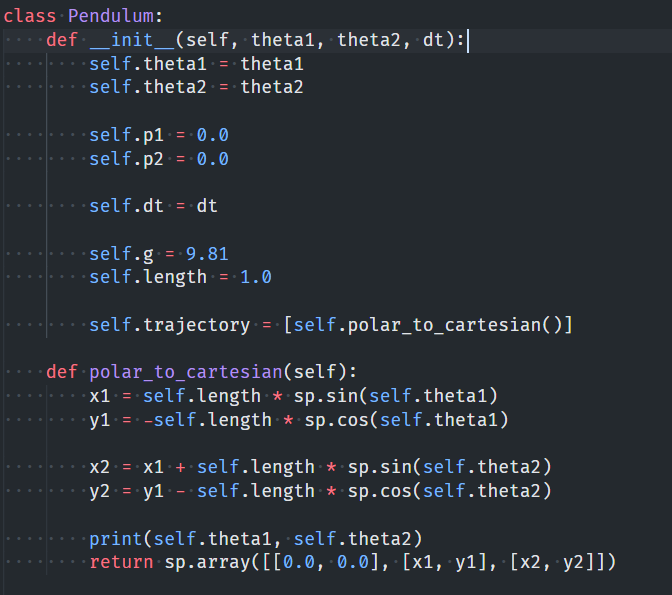 class Pendulum:
    def __init__(self, theta1, theta2, dt):
        self.theta1 = theta1
        self.theta2 = theta2

        self.p1 = 0.0
        self.p2 = 0.0

        self.dt = dt

        self.g = 9.81
        self.length = 1.0

        self.trajectory = [self.polar_to_cartesian()]

    def polar_to_cartesian(self):
        x1 = self.length * sp.sin(self.theta1)
        y1 = -self.length * sp.cos(self.theta1)

        x2 = x1 + self.length * sp.sin(self.theta2)
        y2 = y1 - self.length * sp.cos(self.theta2)

        print(self.theta1, self.theta2)
        return sp.array([[0.0, 0.0], [x1, y1], [x2, y2]])